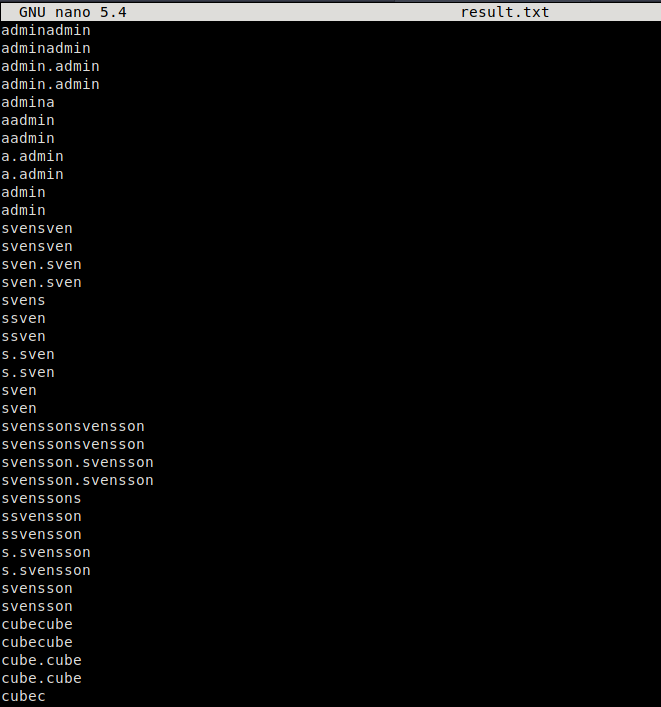 GNU nano 5.4 result.txt
adminadmin
adminadmin
admin.admin
admin.admin
admina
aadmin
aadmin
a.admin
a.admin
admin
admin
svensven
svensven
sven.sven
sven.sven
svens
ssven
ssven
s.sven
s.sven
sven
sven
svenssonsvensson
svenssonsvensson
svensson.svensson
svensson.svensson
svenssons
ssvensson
ssvensson
s.svensson
s.svensson
svensson
svensson
cubecube
cubecube
cube.cube
cube.cube
cubec